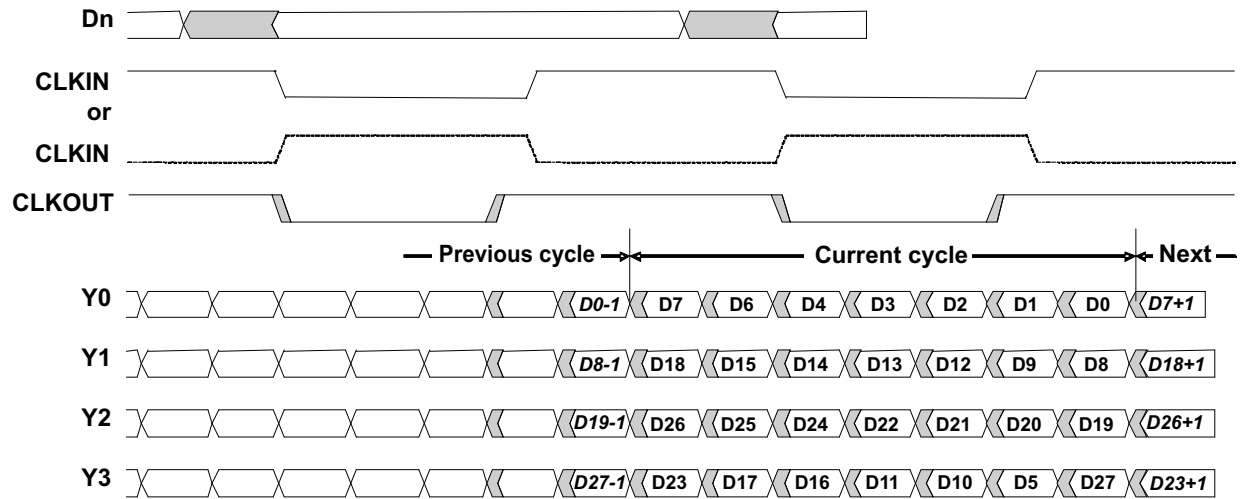 Dn
CLKIN
or
CLKIN
CLKOUT
Previous cycle Current cycle Next
Y0 D0-1 D7 D6 D4 D3 D2 D1 D0 D7+1
Y1 D8-1 D18 D15 D14 D13 D12 D9 D8 D18+1
Y2 D19-1 D26 D25 D24 D22 D21 D20 D19 D26+1
Y3 D27-1 D23 D17 D16 D11 D10 D5 D27 D23+1